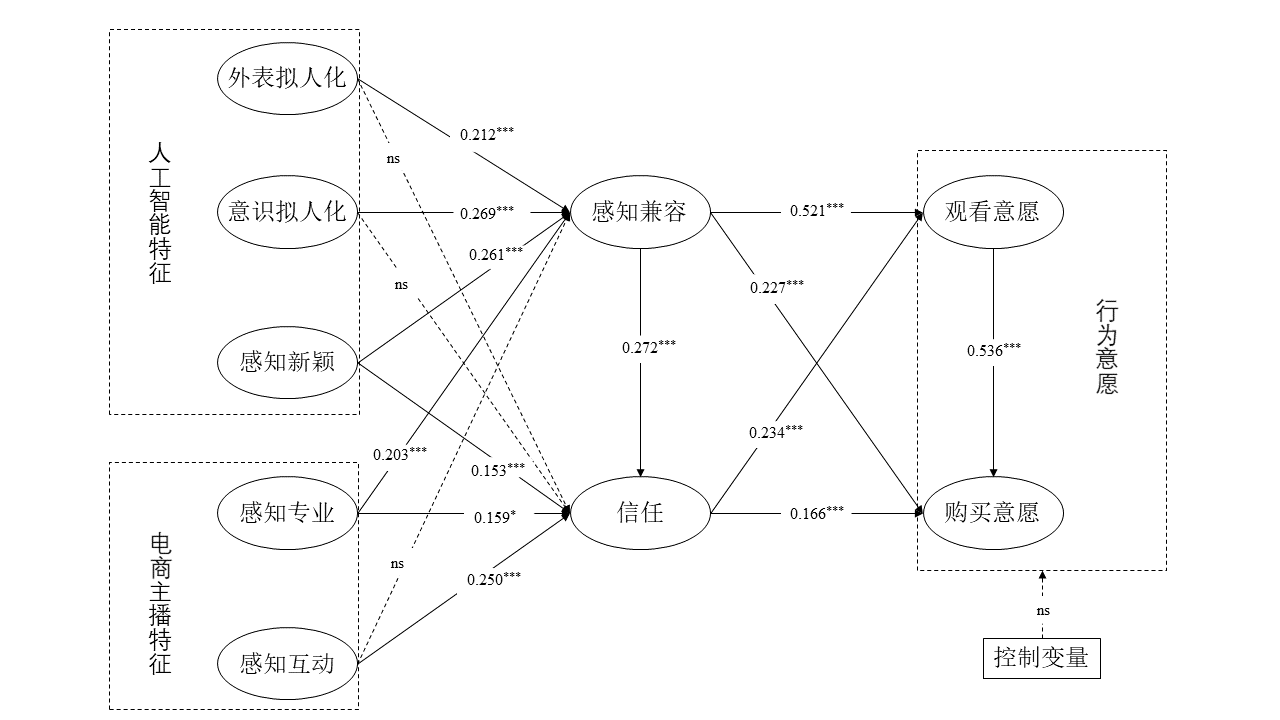 外表拟人化
0.212***
ns
人工智能特征
意识拟人化
0.269***
感知兼容
0.521***
观看意愿
0.261***
ns
0.227***
行为意愿
感知新颖
0.272***
0.536***
0.234***
0.203***
0.153***
电商主播特征
感知专业
0.159*
信任
0.166***
购买意愿
ns
0.250***
ns
感知互动
控制变量